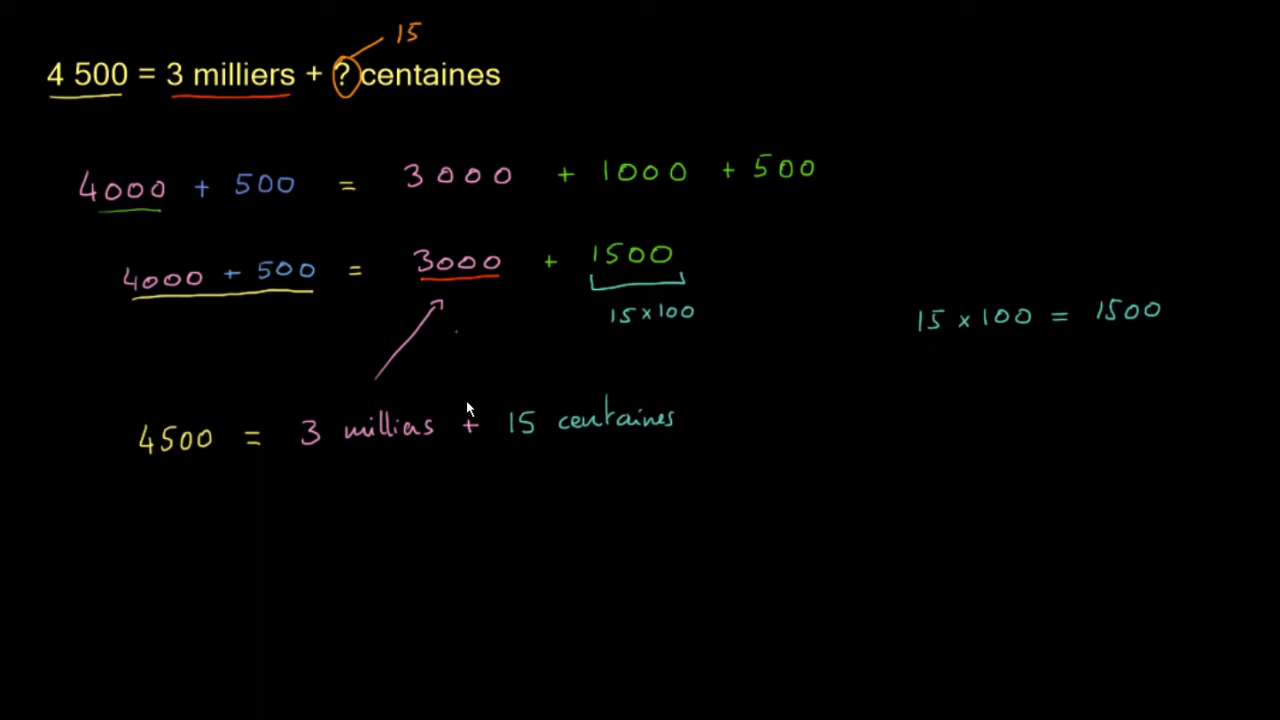 15
4 500 = 3 milliers + ? centaines
4000 + 500 = 3000 + 1000 + 500
4000 + 500 = 3000 + 1500
15 x 100
15 x 100 = 1500
4500 = 3 milliers + 15 centaines